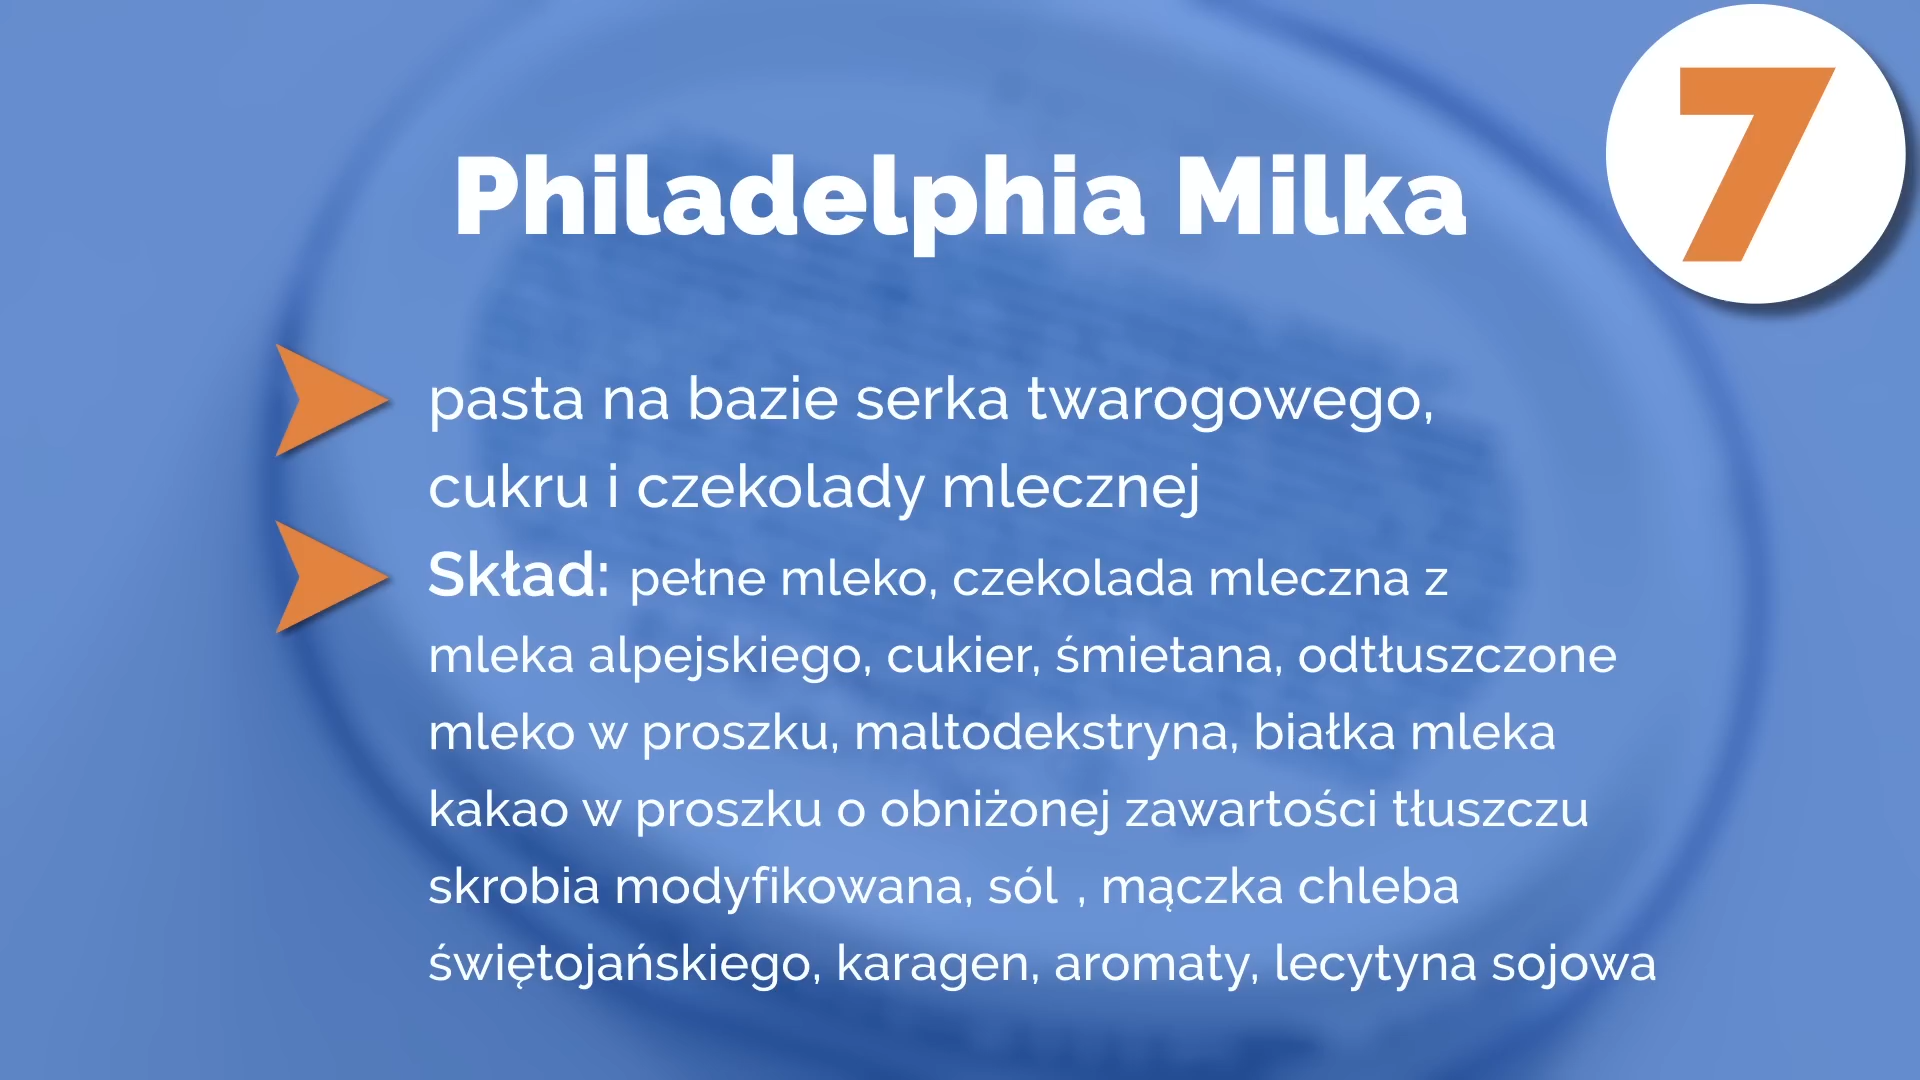 7
Philadelphia Milka
pasta na bazie serka twarogowego,
cukru i czekolady mlecznej
Skład: pełne mleko, czekolada mleczna z
mleka alpejskiego, cukier, śmietana, odtłuszczone
mleko w proszku, maltodekstryna, białka mleka
kakao w proszku o obniżonej zawartości tłuszczu
skrobia modyfikowana, sól , mączka chleba
świętojańskiego, karagen, aromaty, lecytyna sojowa